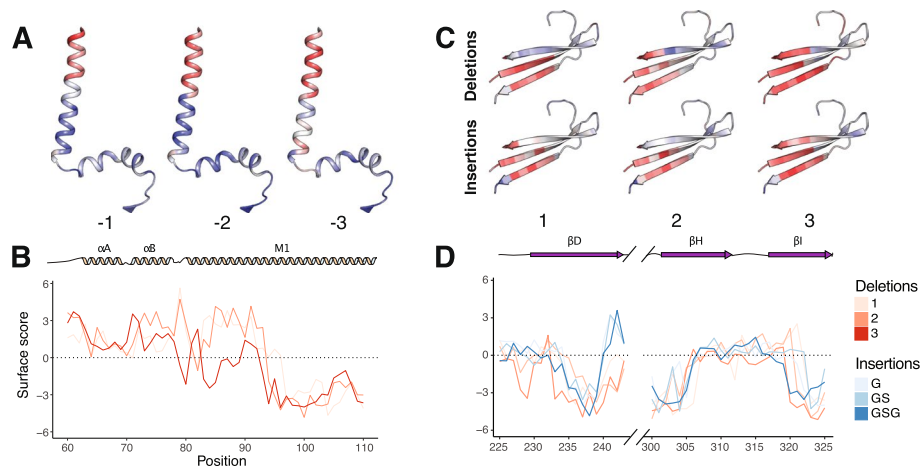 A
-1 -2 -3
B
αA αB M1
Surface score
6
3
0
−3
−6
60 70 80 90 100 110
Position
C
Deletions
Insertions
1 2 3
D
βD βH βI
6
3
0
−3
−6
225 230 235 240 300 305 310 315 320 325
Deletions
1
2
3
Insertions
G
GS
GSG